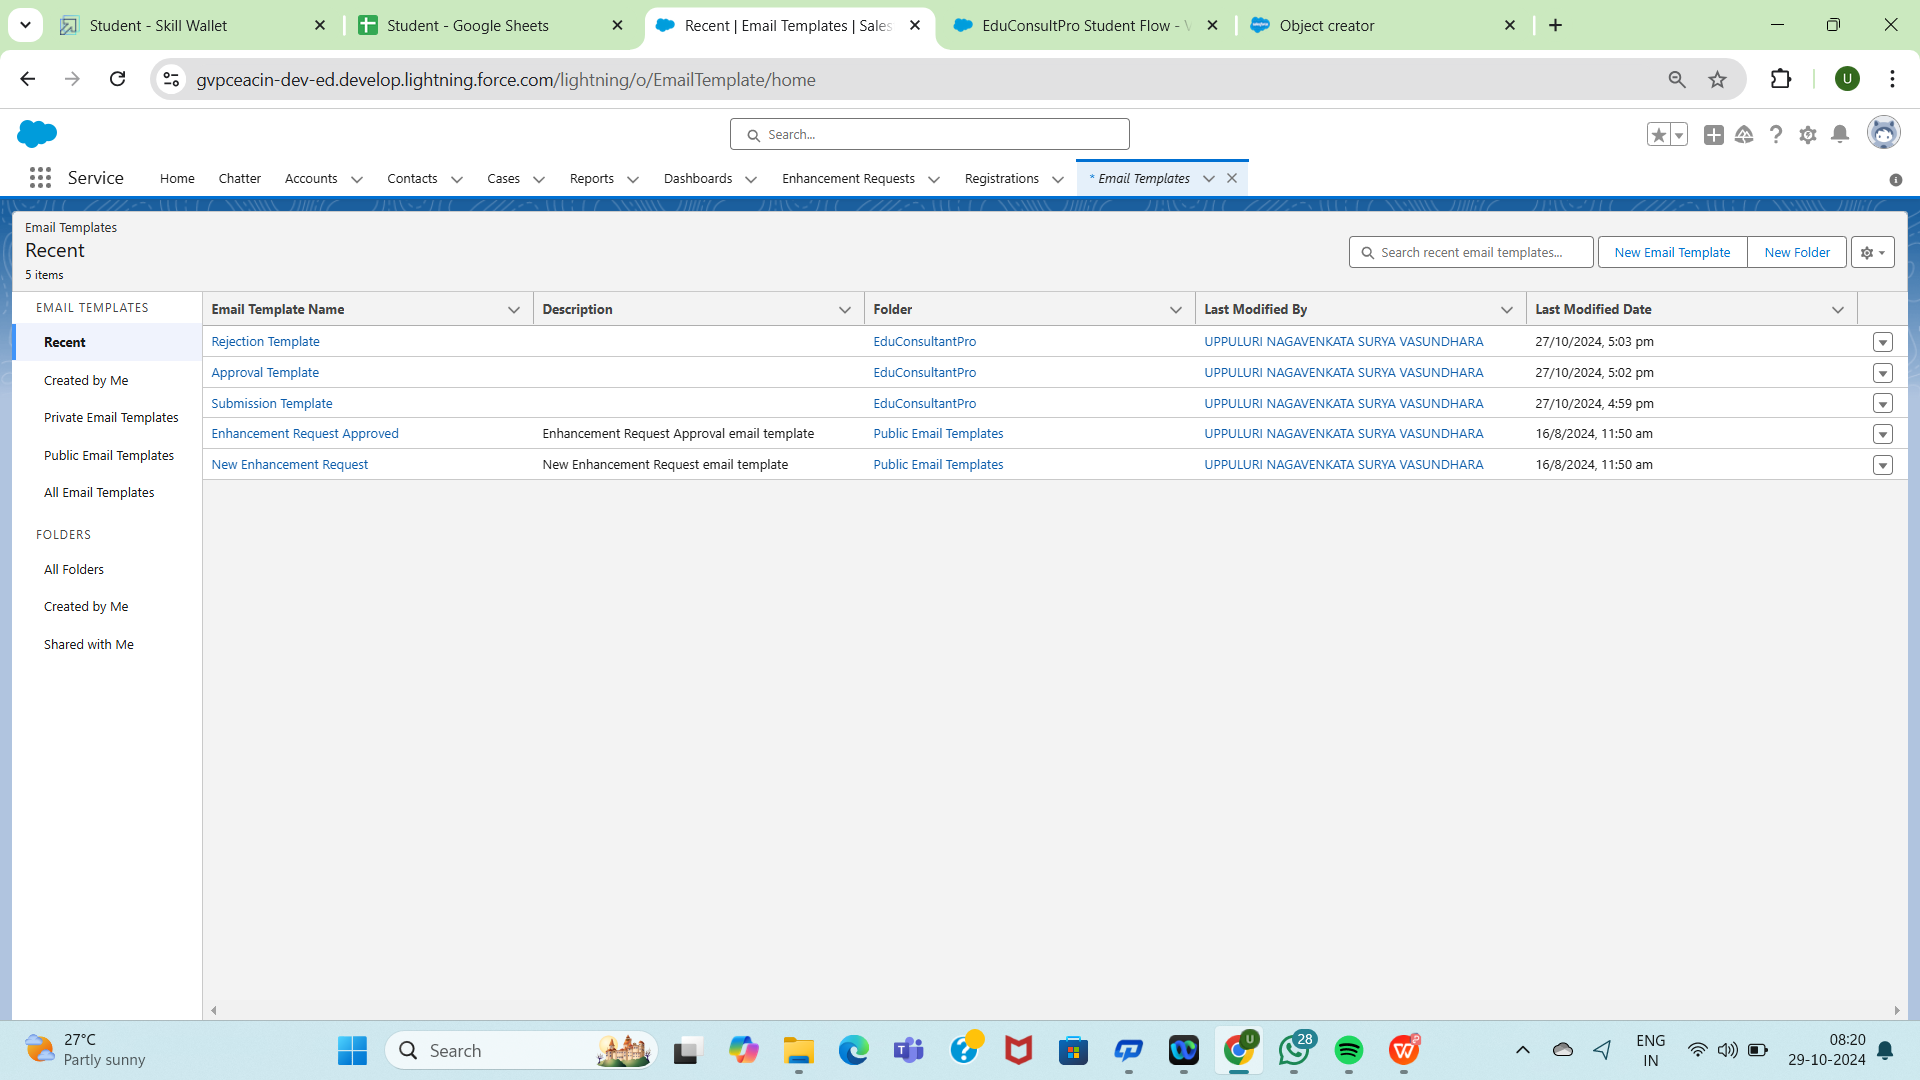 Student - Skill Wallet
Student - Google Sheets
Recent | Email Templates | Sales
EduConsultPro Student Flow - V
Object creator
gvpceacin-dev-ed.develop.lightning.force.com/lightning/o/EmailTemplate/home
U
Search...
Service
Home
Chatter
Accounts
Contacts
Cases
Reports
Dashboards
Enhancement Requests
Registrations
* Email Templates
Email Templates
Recent
5 items
Search recent email templates...
New Email Template
New Folder
EMAIL TEMPLATES
Recent
Created by Me
Private Email Templates
Public Email Templates
All Email Templates
FOLDERS
All Folders
Created by Me
Shared with Me
Email Template Name Description Folder Last Modified By Last Modified Date
Rejection Template EduConsultantPro UPPULURI NAGAVENKATA SURYA VASUNDHARA 27/10/2024, 5:03 pm
Approval Template EduConsultantPro UPPULURI NAGAVENKATA SURYA VASUNDHARA 27/10/2024, 5:02 pm
Submission Template EduConsultantPro UPPULURI NAGAVENKATA SURYA VASUNDHARA 27/10/2024, 4:59 pm
Enhancement Request Approved Enhancement Request Approval email template Public Email Templates UPPULURI NAGAVENKATA SURYA VASUNDHARA 16/8/2024, 11:50 am
New Enhancement Request New Enhancement Request email template Public Email Templates UPPULURI NAGAVENKATA SURYA VASUNDHARA 16/8/2024, 11:50 am
27°C
Partly sunny
Search
U
28
ENG
IN
08:20
29-10-2024